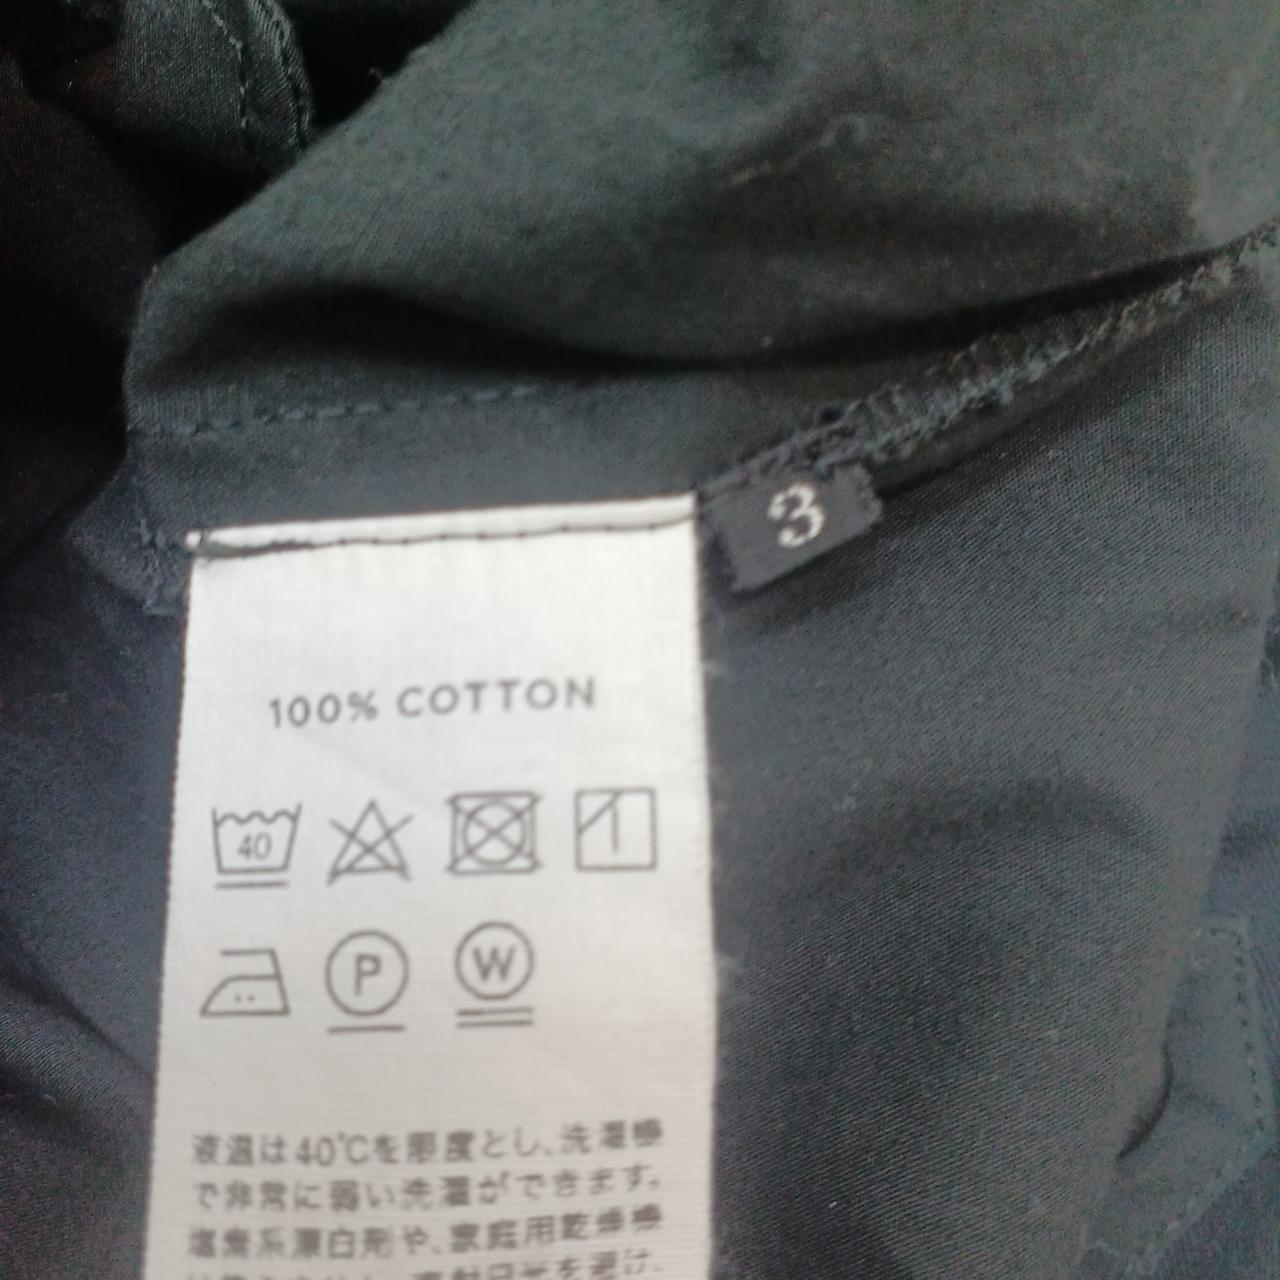 3
100% COTTON
40
P W
液温は40℃を限度とし、洗濯機
で非常に弱い洗濯ができます。
塩素系漂白剤や、家庭用乾燥機